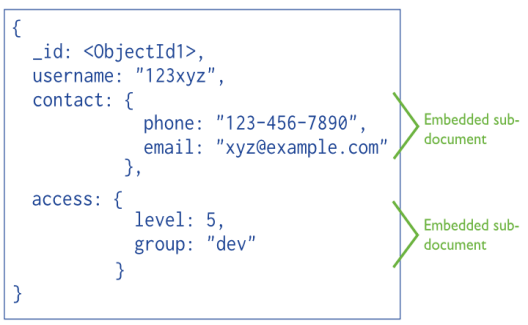 {
_id: <ObjectId1>,
username: "123xyz",
contact: {
phone: "123-456-7890",
email: "xyz@example.com"
},
access: {
level: 5,
group: "dev"
}
}
Embedded sub-
document
Embedded sub-
document